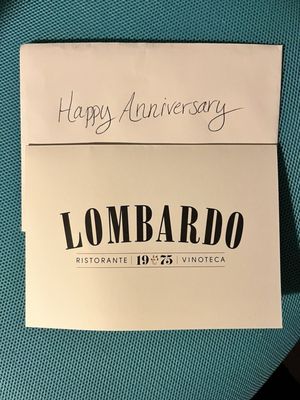 Happy Anniversary
LOMBARDO
RISTORANTE | 19 75 | VINOTECA